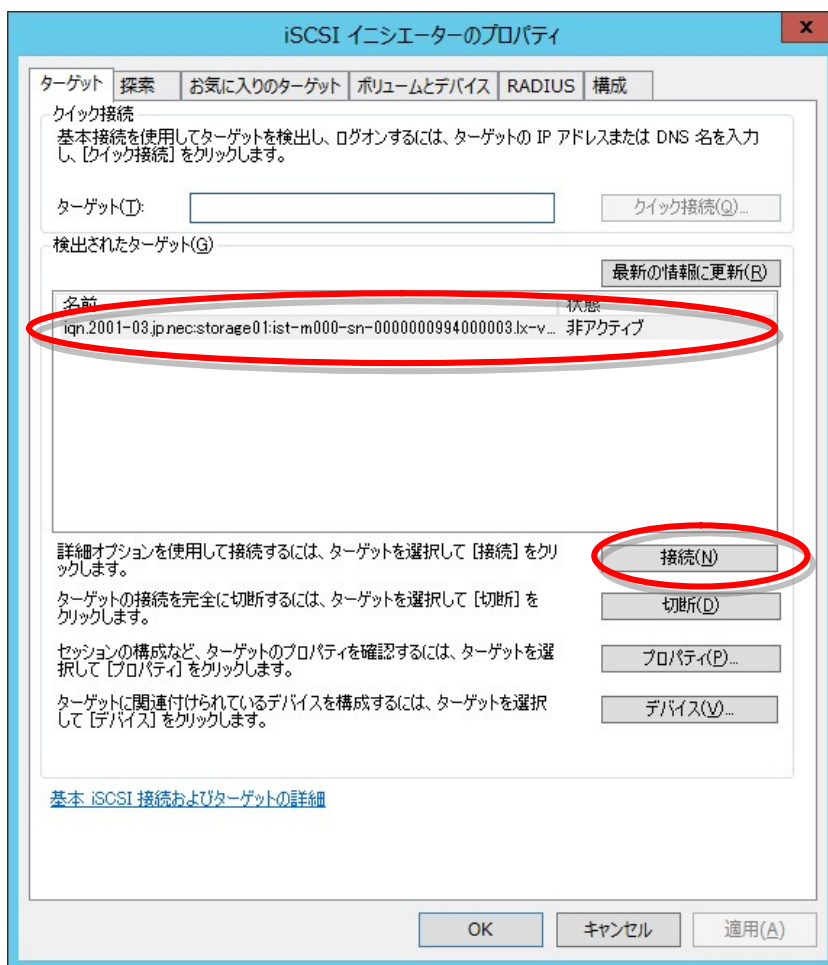 iSCSI イニシエーターのプロパティ
x
ターゲット 探索 お気に入りのターゲット ボリュームとデバイス RADIUS 構成
クイック接続
基本接続を使用してターゲットを検出し、ログオンするには、ターゲットの IP アドレスまたは DNS 名を入力
し、[クイック接続] をクリックします。
ターゲット(T): クイック接続(Q)...
検出されたターゲット(G)
最新の情報に更新(R)
名前 状態
iqn.2001-03.jp.nec:storage01:ist-m000-sn-0000000994000003.lx-v... 非アクティブ
詳細オプションを使用して接続するには、ターゲットを選択して [接続] をクリ
ックします。
接続(N)
ターゲットの接続を完全に切断するには、ターゲットを選択して [切断] を
クリックします。
切断(D)
セッションの構成など、ターゲットのプロパティを確認するには、ターゲットを選
択して [プロパティ] をクリックします。
プロパティ(P)...
ターゲットに関連付けられているデバイスを構成するには、ターゲットを選択
して [デバイス] をクリックします。
デバイス(V)...
基本 iSCSI 接続およびターゲットの詳細
OK キャンセル 適用(A)